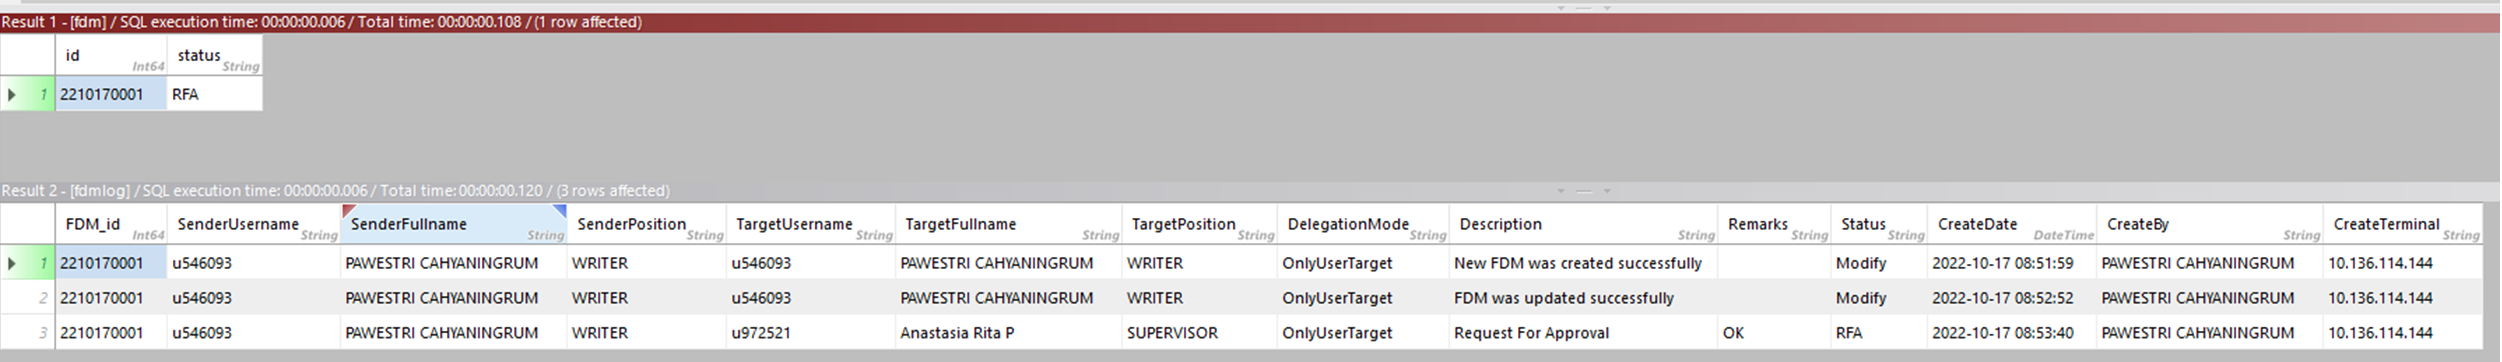 Result 1 - [fdm] / SQL execution time: 00:00:00.006 / Total time: 00:00:00.108 / (1 row affected)
id Int64 status String
1 2210170001 RFA
Result 2 - [fdmlog] / SQL execution time: 00:00:00.006 / Total time: 00:00:00.120 / (3 rows affected)
FDM_id Int64 SenderUsername String SenderFullname String SenderPosition String TargetUsername String TargetFullname String TargetPosition String DelegationMode String Description String Remarks String Status String CreateDate DateTime CreateBy String CreateTerminal String
1 2210170001 u546093 PAWESTRI CAHYANINGRUM WRITER u546093 PAWESTRI CAHYANINGRUM WRITER OnlyUserTarget New FDM was created successfully Modify 2022-10-17 08:51:59 PAWESTRI CAHYANINGRUM 10.136.114.144
2 2210170001 u546093 PAWESTRI CAHYANINGRUM WRITER u546093 PAWESTRI CAHYANINGRUM WRITER OnlyUserTarget FDM was updated successfully Modify 2022-10-17 08:52:52 PAWESTRI CAHYANINGRUM 10.136.114.144
3 2210170001 u546093 PAWESTRI CAHYANINGRUM WRITER u972521 Anastasia Rita P SUPERVISOR OnlyUserTarget Request For Approval OK RFA 2022-10-17 08:53:40 PAWESTRI CAHYANINGRUM 10.136.114.144